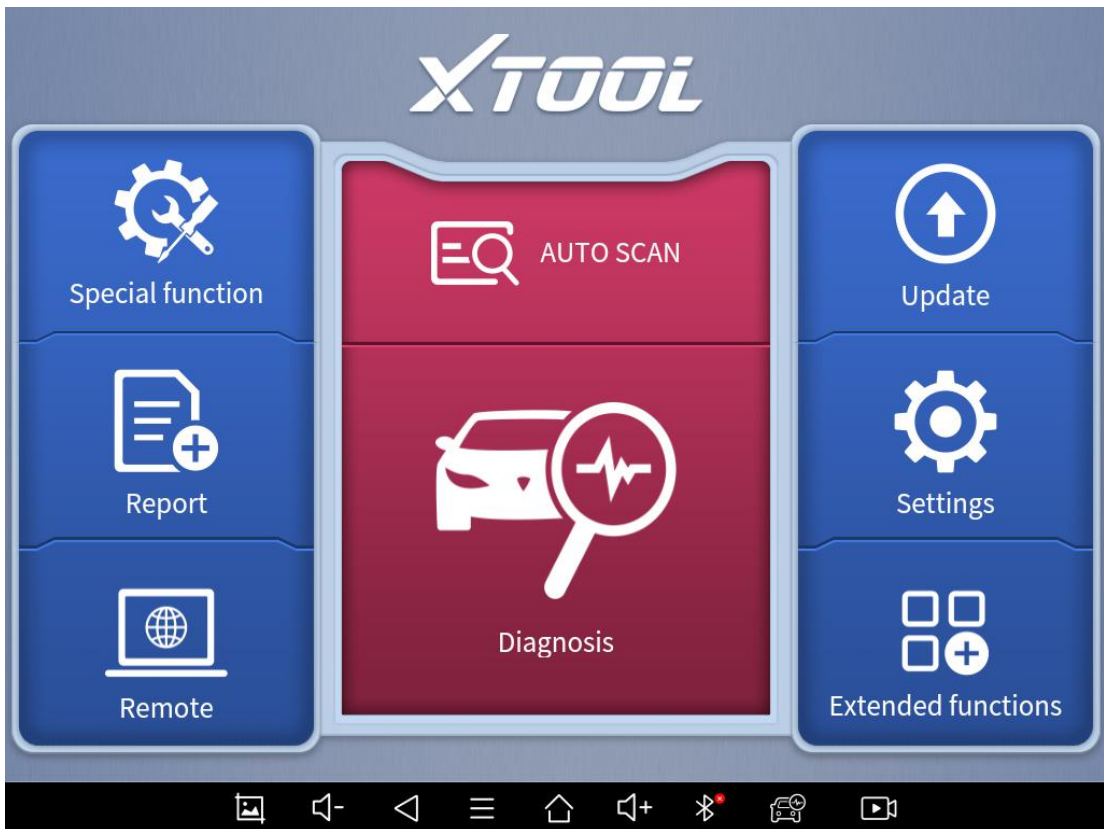 XTOOL
Special function
AUTO SCAN
Update
Report
Settings
Diagnosis
Remote
Extended functions